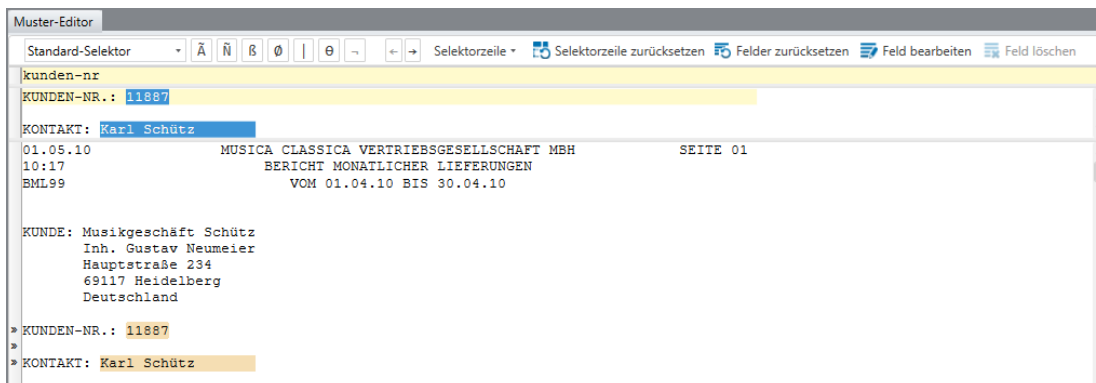 Muster-Editor
Standard-Selektor Ã Ñ ß Ø | θ ¬ ← → Selektorzeile Selektorzeile zurücksetzen Felder zurücksetzen Feld bearbeiten Feld löschen
kunden-nr
KUNDEN-NR.: 11887
KONTAKT: Karl Schütz
01.05.10 MUSICA CLASSICA VERTRIEBSGESELLSCHAFT MBH SEITE 01
10:17 BERICHT MONATLICHER LIEFERUNGEN
BML99 VOM 01.04.10 BIS 30.04.10
KUNDE: Musikgeschäft Schütz
Inh. Gustav Neumeier
Hauptstraße 234
69117 Heidelberg
Deutschland
» KUNDEN-NR.: 11887
»
» KONTAKT: Karl Schütz